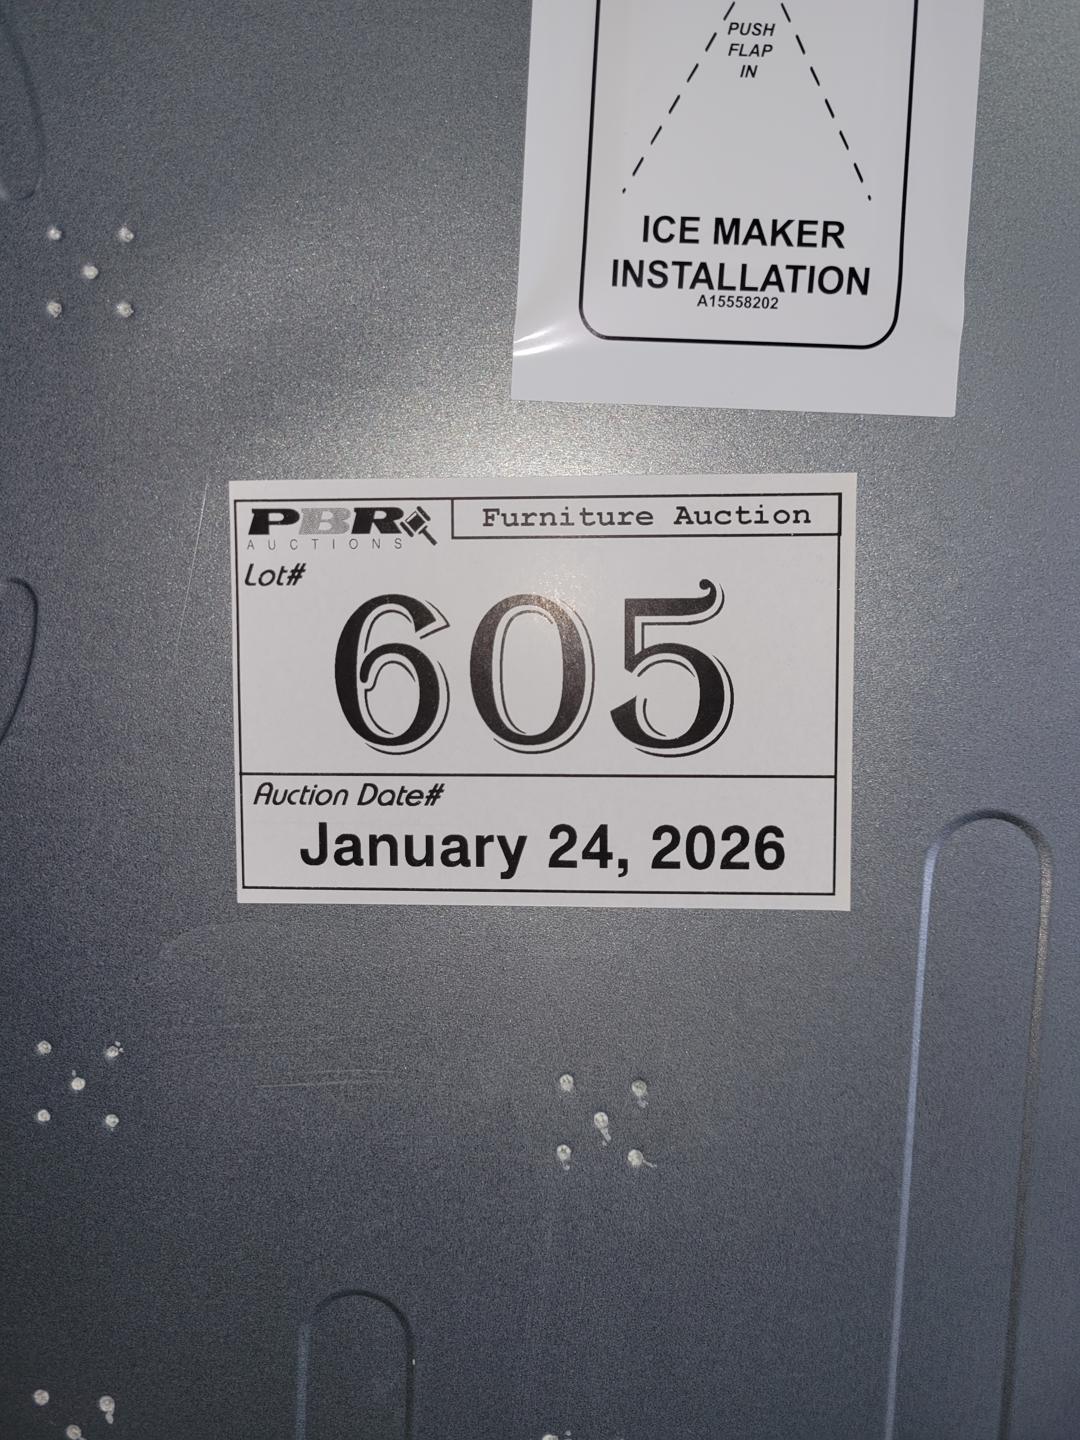 PUSH
FLAP
IN
ICE MAKER
INSTALLATION
A15558202
PBR
AUCTIONS
Furniture Auction
Lot#
605
Auction Date#
January 24, 2026